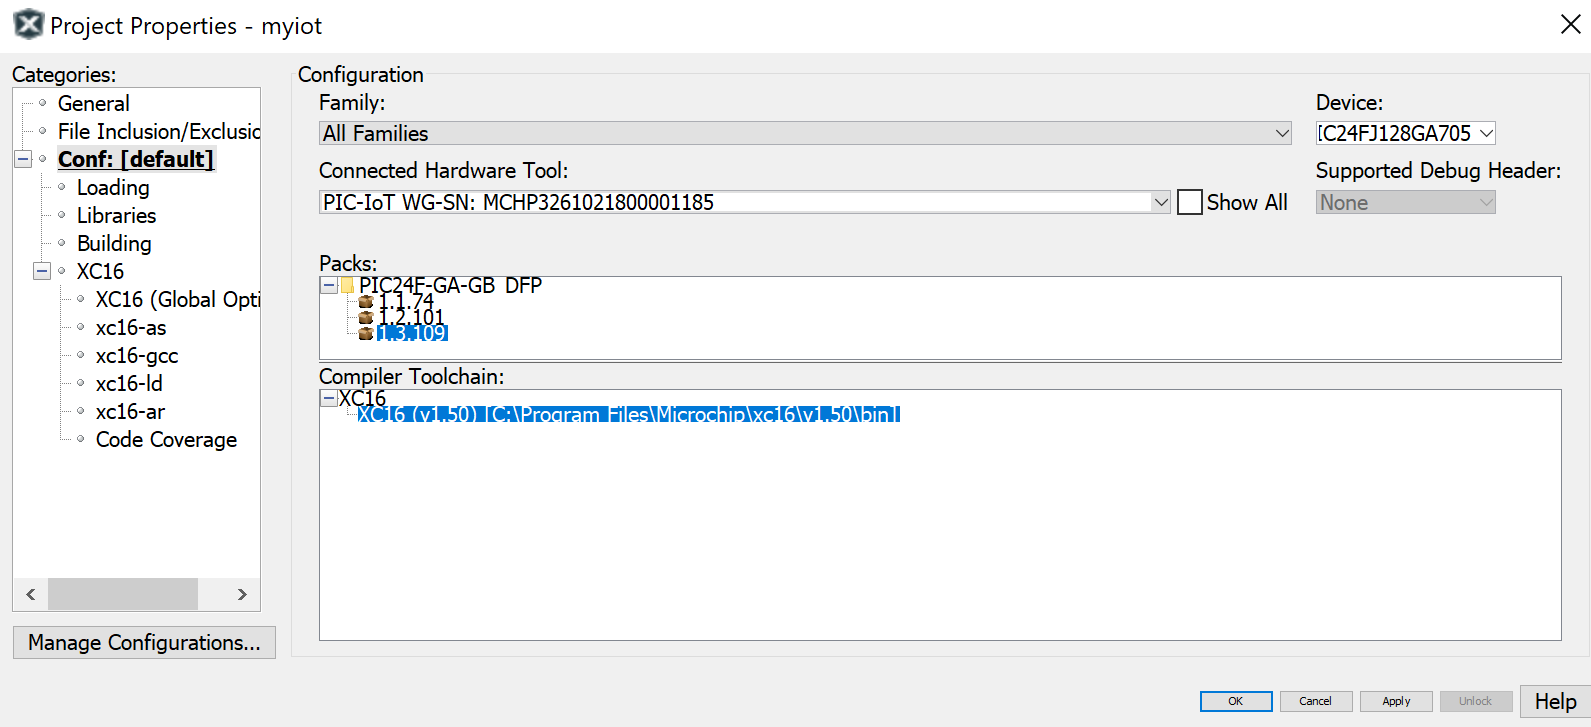 Project Properties - myiot
Categories:
General
File Inclusion/Exclusic
Conf: [default]
Loading
Libraries
Building
XC16
XC16 (Global Opti
xc16-as
xc16-gcc
xc16-ld
xc16-ar
Code Coverage
Manage Configurations...
Configuration
Family:
Device:
All Families
IC24FJ128GA705
Connected Hardware Tool:
Supported Debug Header:
PIC-IoT WG-SN: MCHP3261021800001185
Show All
None
Packs:
PIC24F-GA-GB_DFP
1.1.74
1.2.101
1.3.109
Compiler Toolchain:
XC16
XC16 (v1.50) [C:\Program Files\Microchip\xc16\v1.50\bin]
OK
Cancel
Apply
Unlock
Help